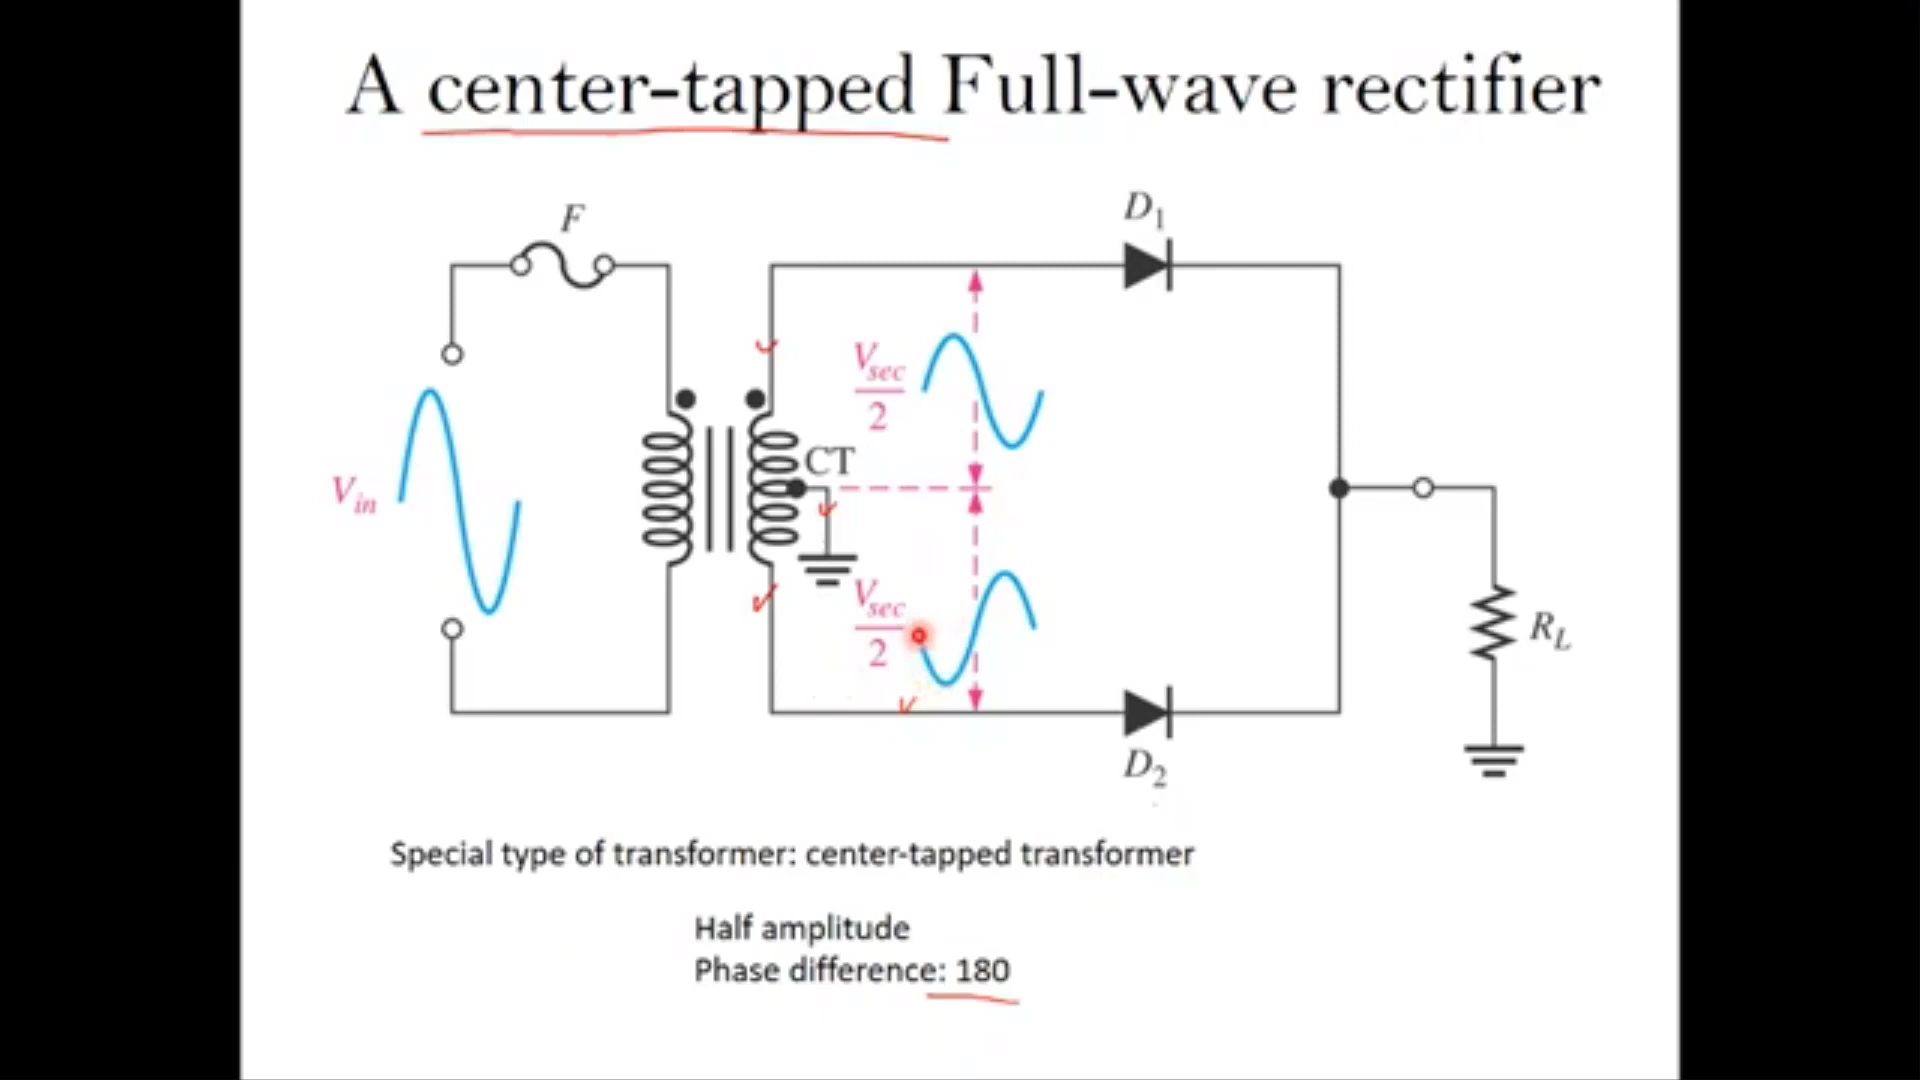 A center-tapped Full-wave rectifier
F
D1
Vsec
2
CT
Vin
Vsec
2
RL
D2
Special type of transformer: center-tapped transformer
Half amplitude
Phase difference: 180